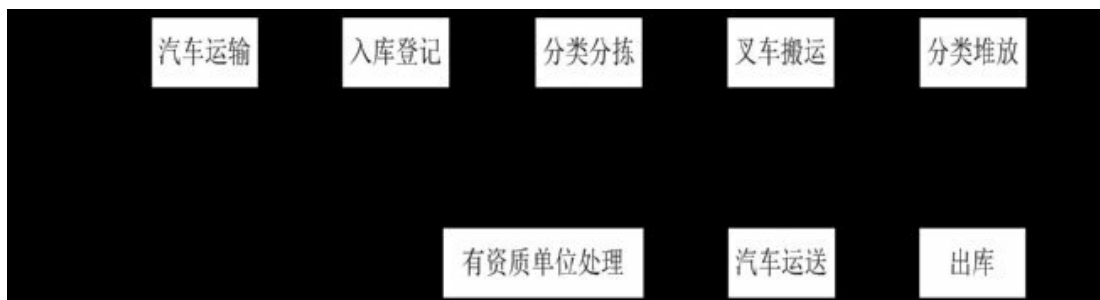 汽车运输
入库登记
分类分拣
叉车搬运
分类堆放
有资质单位处理
汽车运送
出库